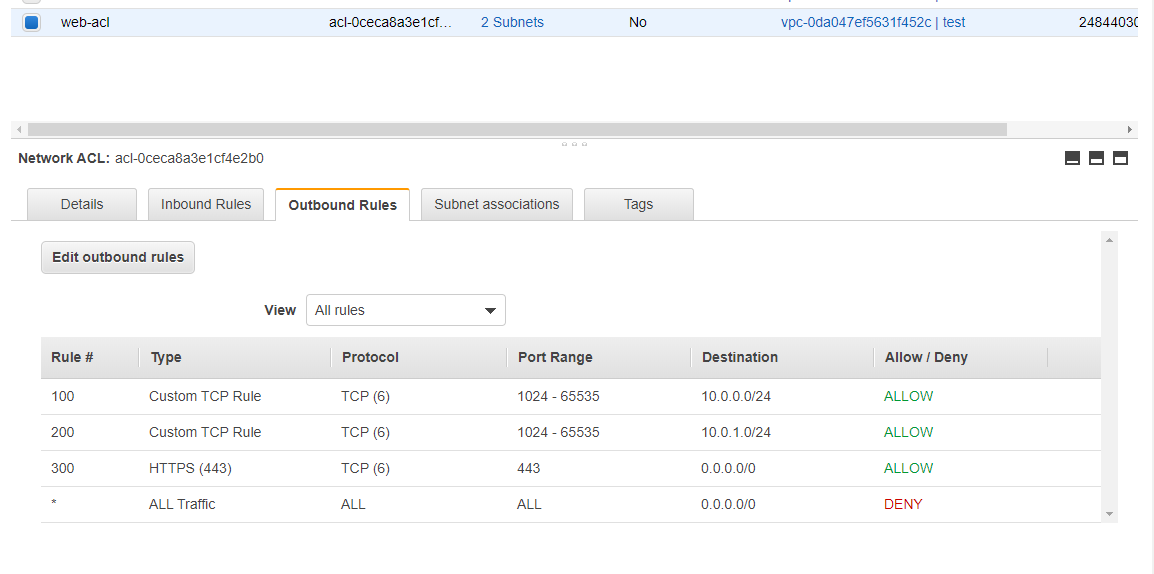 web-acl acl-0ceca8a3e1cf... 2 Subnets No vpc-0da047ef5631f452c | test 24844030
Network ACL: acl-0ceca8a3e1cf4e2b0
Details Inbound Rules Outbound Rules Subnet associations Tags
Edit outbound rules
View All rules
Rule # Type Protocol Port Range Destination Allow / Deny
100 Custom TCP Rule TCP (6) 1024 - 65535 10.0.0.0/24 ALLOW
200 Custom TCP Rule TCP (6) 1024 - 65535 10.0.1.0/24 ALLOW
300 HTTPS (443) TCP (6) 443 0.0.0.0/0 ALLOW
* ALL Traffic ALL ALL 0.0.0.0/0 DENY